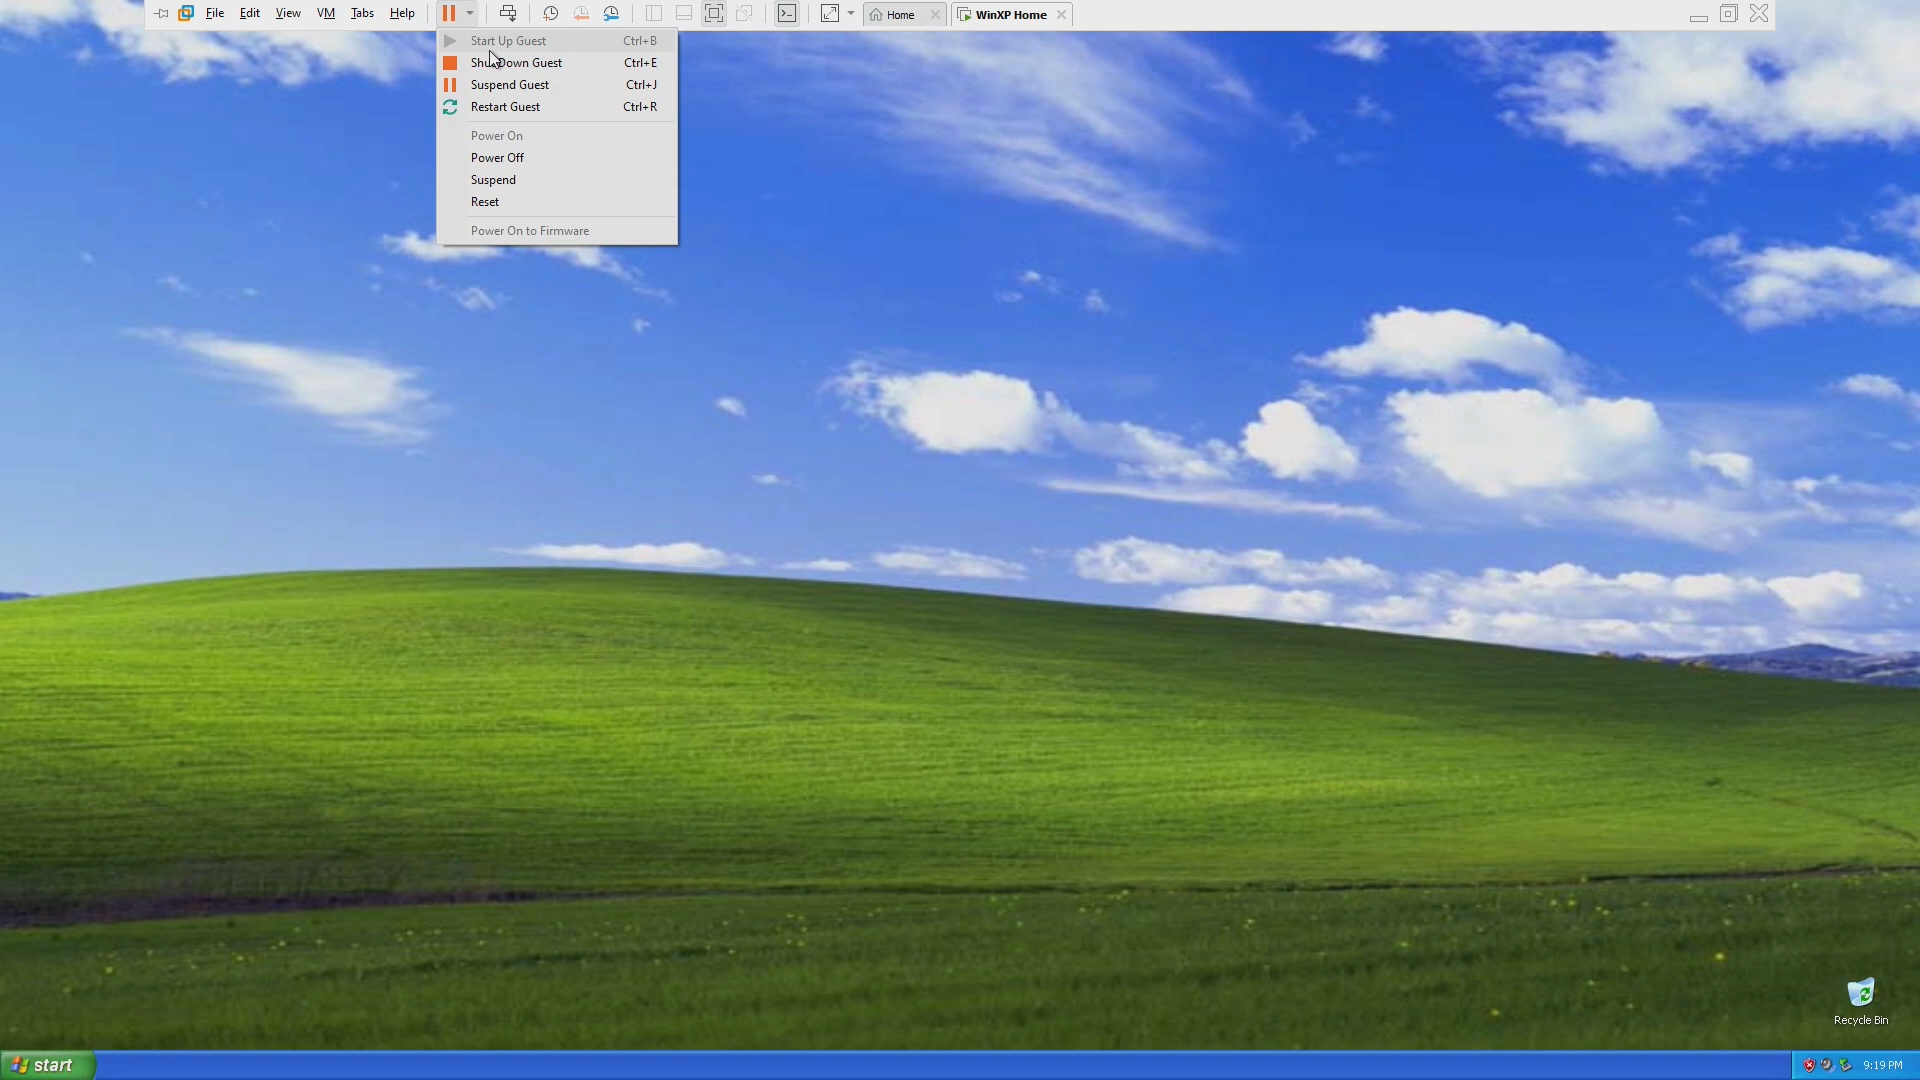 File Edit View VM Tabs Help Home WinXP Home
Start Up Guest Ctrl+B
Shut Down Guest Ctrl+E
Suspend Guest Ctrl+J
Restart Guest Ctrl+R
Power On
Power Off
Suspend
Reset
Power On to Firmware
Recycle Bin
start 9:19 PM